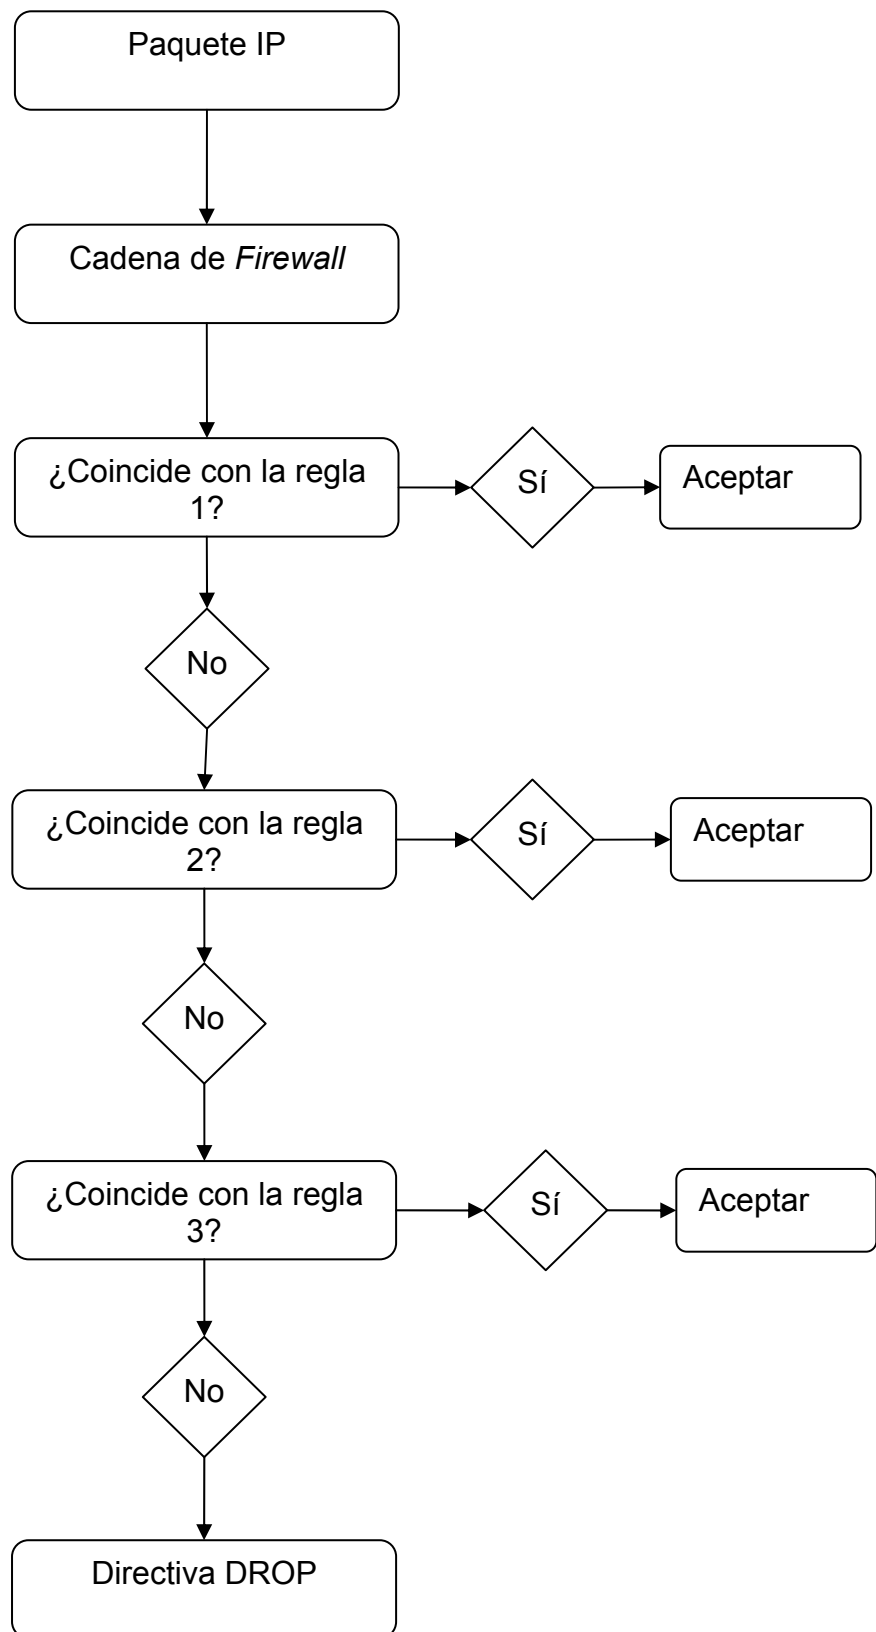 Paquete IP
Cadena de Firewall
¿Coincide con la regla
1?
Sí
Aceptar
No
¿Coincide con la regla
2?
Sí
Aceptar
No
¿Coincide con la regla
3?
Sí
Aceptar
No
Directiva DROP